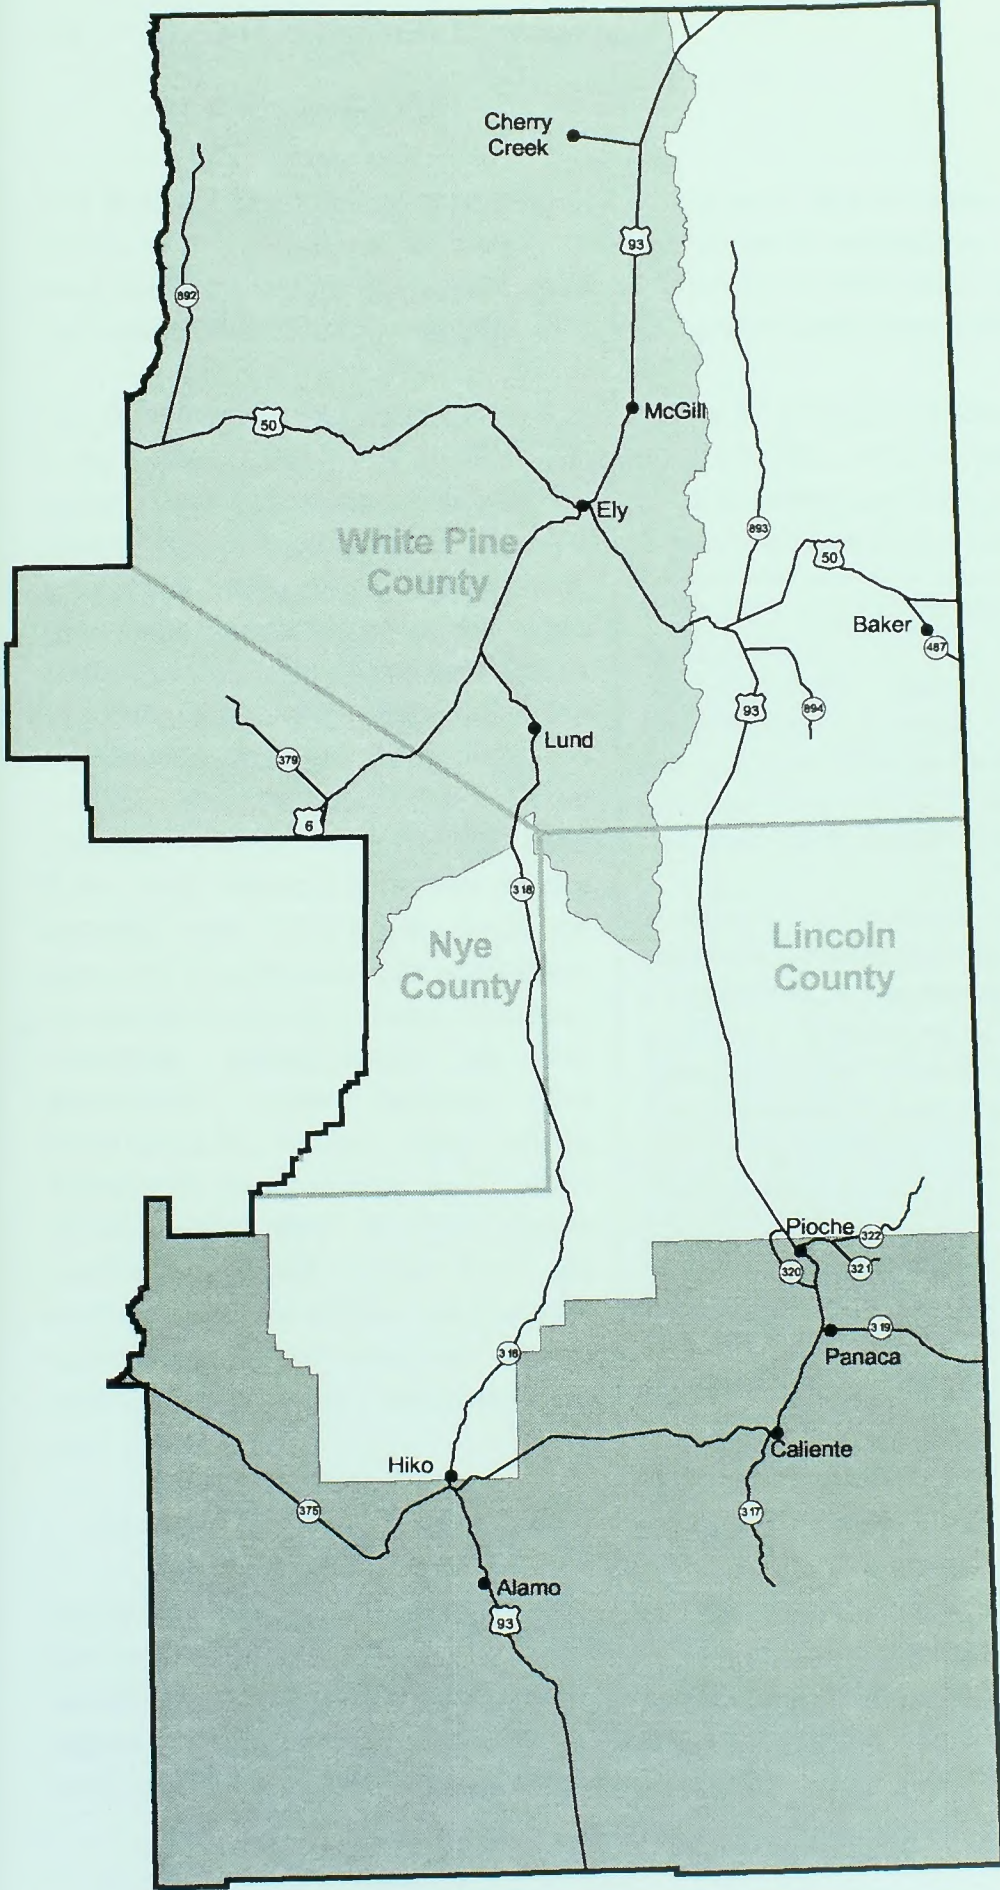 Cherry
Creek
93
892
McGill
50
Ely
893
White Pine
County
50
Baker
487
93
894
Lund
379
6
318
Nye
County
Lincoln
County
Pioche
322
320
321
319
Panaca
318
Caliente
Hiko
375
317
Alamo
93